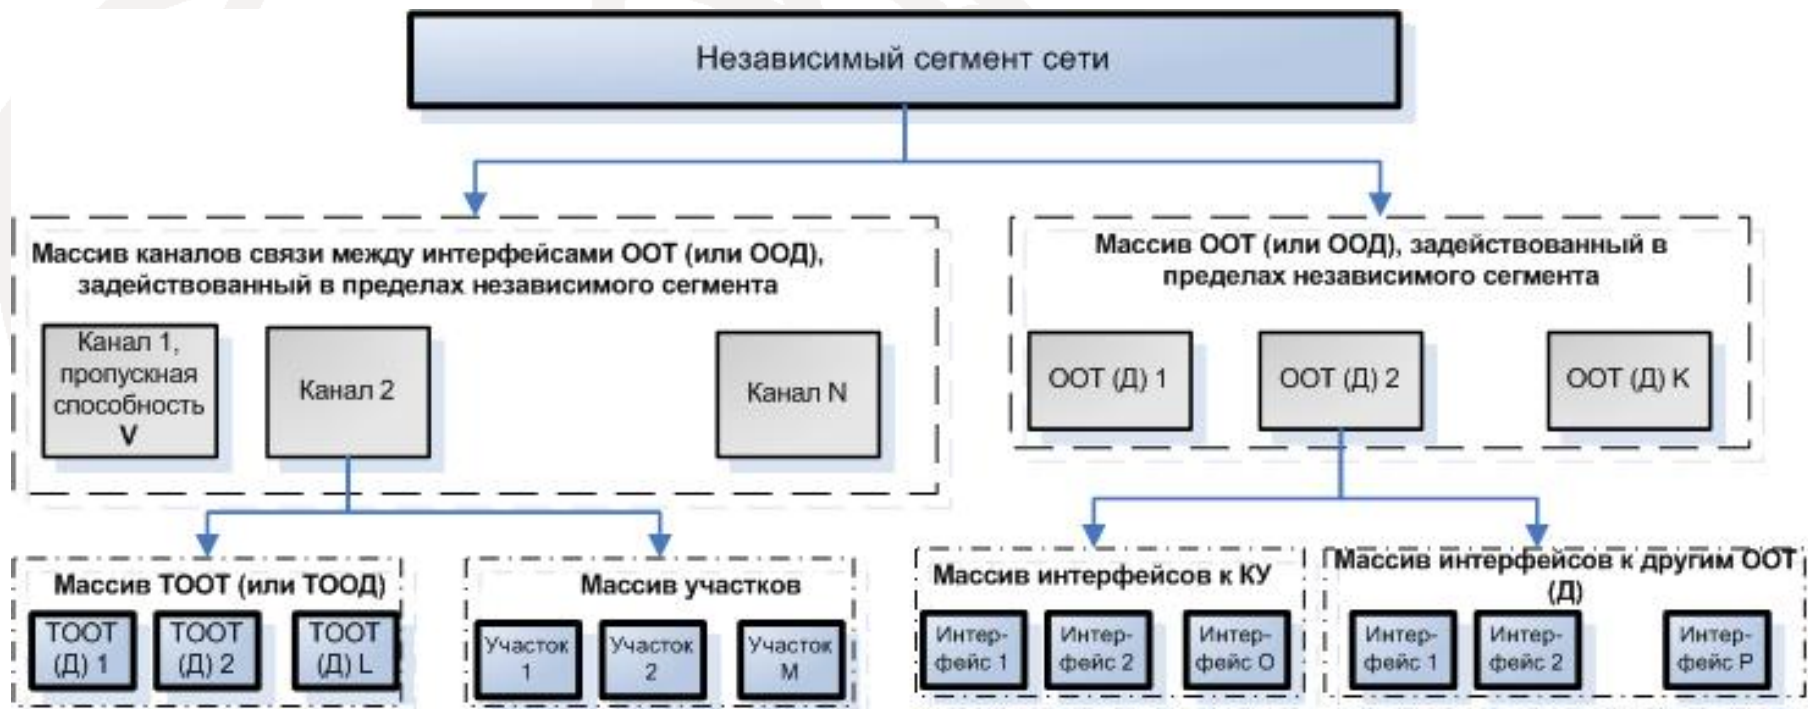 Независимый сегмент сети
Массив каналов связи между интерфейсами ООТ (или ООД),
задействованный в пределах независимого сегмента
Канал 1,
пропускная
способность
V
Канал 2
Канал N
Массив ООТ (или ООД), задействованный в
пределах независимого сегмента
ООТ (Д) 1
ООТ (Д) 2
ООТ (Д) K
Массив ТООТ (или ТООД)
ТООТ
(Д) 1
ТООТ
(Д) 2
ТООТ
(Д) L
Массив участков
Участок
1
Участок
2
Участок
M
Массив интерфейсов к КУ
Интер-
фейс 1
Интер-
фейс 2
Интер-
фейс O
Массив интерфейсов к другим ООТ
(Д)
Интер-
фейс 1
Интер-
фейс 2
Интер-
фейс P